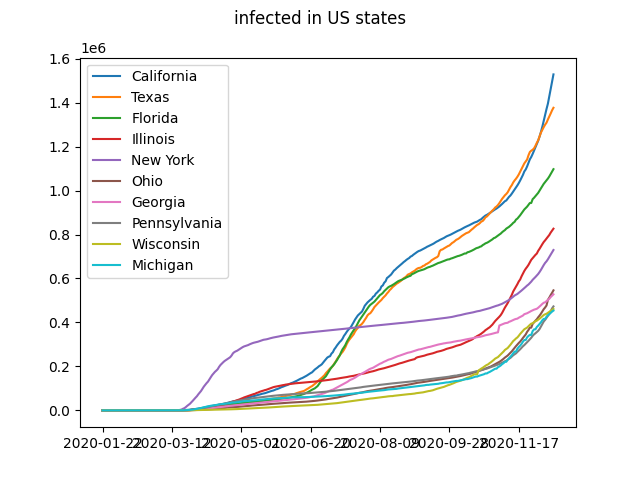 infected in US states
1e6
1.6
1.4
1.2
1.0
0.8
0.6
0.4
0.2
0.0
California
Texas
Florida
Illinois
New York
Ohio
Georgia
Pennsylvania
Wisconsin
Michigan
2020-01-22 2020-03-12 2020-05-01 2020-06-20 2020-08-09 2020-09-28 2020-11-17